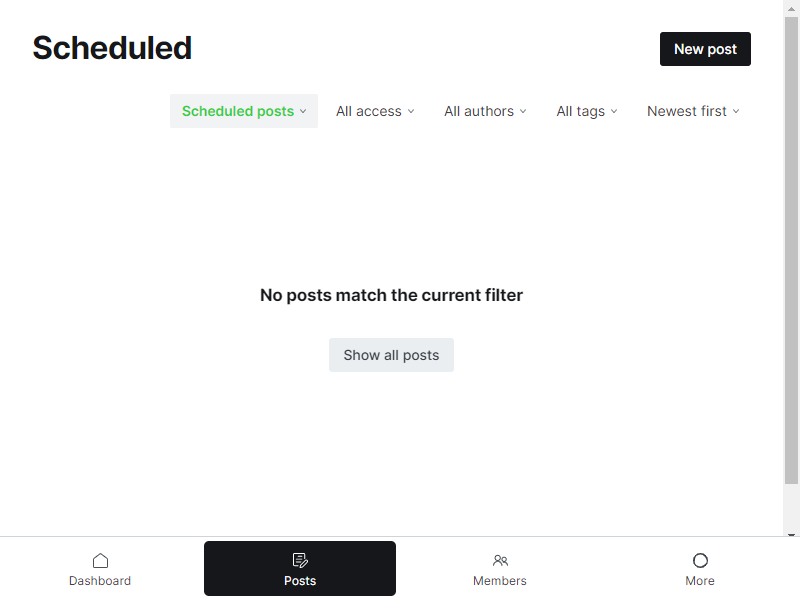 Scheduled
New post
Scheduled posts
All access
All authors
All tags
Newest first
No posts match the current filter
Show all posts
Dashboard
Posts
Members
More